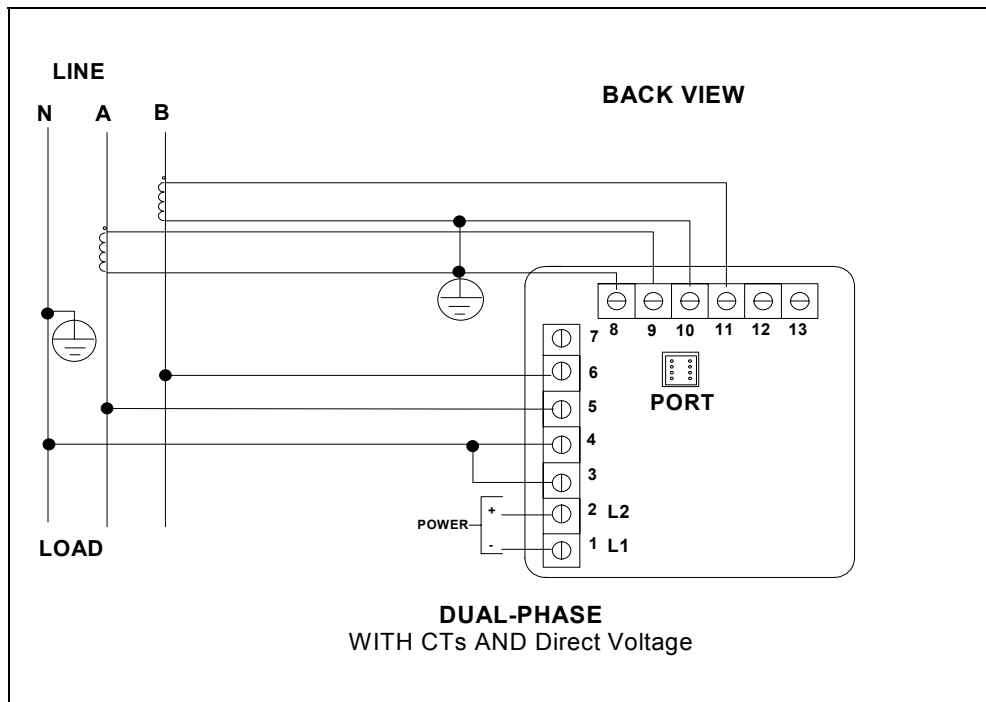 LINE
BACK VIEW
N A B
8 9 10 11 12 13
7
6
PORT
5
4
3
+ 2 L2
POWER
- 1 L1
LOAD
DUAL-PHASE
WITH CTs AND Direct Voltage